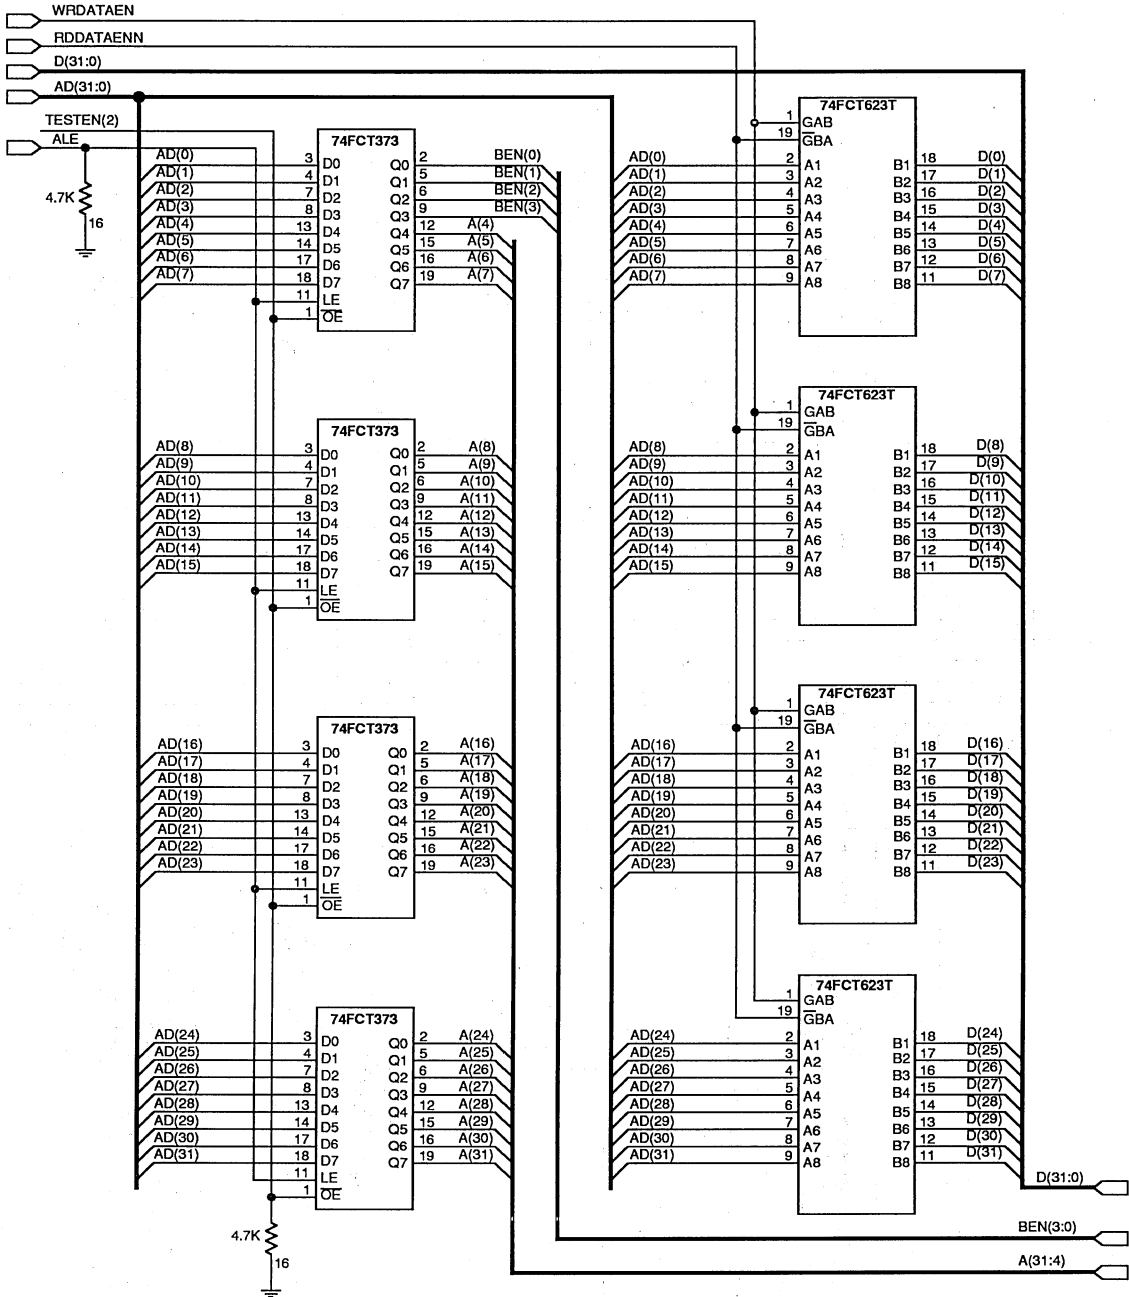 WRDATAEN
RDDATAENN
D(31:0)
AD(31:0)
TESTEN(2)
ALE
4.7K
16
74FCT373
AD(0) 3 D0 Q0 2 BEN(0)
AD(1) 4 D1 Q1 5 BEN(1)
AD(2) 7 D2 Q2 6 BEN(2)
AD(3) 8 D3 Q3 9 BEN(3)
AD(4) 13 D4 Q4 12 A(4)
AD(5) 14 D5 Q5 15 A(5)
AD(6) 17 D6 Q6 16 A(6)
AD(7) 18 D7 Q7 19 A(7)
11 LE
1 OE
74FCT623T
1 GAB
19 GBA
AD(0) 2 A1 B1 18 D(0)
AD(1) 3 A2 B2 17 D(1)
AD(2) 4 A3 B3 16 D(2)
AD(3) 5 A4 B4 15 D(3)
AD(4) 6 A5 B5 14 D(4)
AD(5) 7 A6 B6 13 D(5)
AD(6) 8 A7 B7 12 D(6)
AD(7) 9 A8 B8 11 D(7)
74FCT373
AD(8) 3 D0 Q0 2 A(8)
AD(9) 4 D1 Q1 5 A(9)
AD(10) 7 D2 Q2 6 A(10)
AD(11) 8 D3 Q3 9 A(11)
AD(12) 13 D4 Q4 12 A(12)
AD(13) 14 D5 Q5 15 A(13)
AD(14) 17 D6 Q6 16 A(14)
AD(15) 18 D7 Q7 19 A(15)
11 LE
1 OE
74FCT623T
1 GAB
19 GBA
AD(8) 2 A1 B1 18 D(8)
AD(9) 3 A2 B2 17 D(9)
AD(10) 4 A3 B3 16 D(10)
AD(11) 5 A4 B4 15 D(11)
AD(12) 6 A5 B5 14 D(12)
AD(13) 7 A6 B6 13 D(13)
AD(14) 8 A7 B7 12 D(14)
AD(15) 9 A8 B8 11 D(15)
74FCT373
AD(16) 3 D0 Q0 2 A(16)
AD(17) 4 D1 Q1 5 A(17)
AD(18) 7 D2 Q2 6 A(18)
AD(19) 8 D3 Q3 9 A(19)
AD(20) 13 D4 Q4 12 A(20)
AD(21) 14 D5 Q5 15 A(21)
AD(22) 17 D6 Q6 16 A(22)
AD(23) 18 D7 Q7 19 A(23)
11 LE
1 OE
74FCT623T
1 GAB
19 GBA
AD(16) 2 A1 B1 18 D(16)
AD(17) 3 A2 B2 17 D(17)
AD(18) 4 A3 B3 16 D(18)
AD(19) 5 A4 B4 15 D(19)
AD(20) 6 A5 B5 14 D(20)
AD(21) 7 A6 B6 13 D(21)
AD(22) 8 A7 B7 12 D(22)
AD(23) 9 A8 B8 11 D(23)
74FCT373
AD(24) 3 D0 Q0 2 A(24)
AD(25) 4 D1 Q1 5 A(25)
AD(26) 7 D2 Q2 6 A(26)
AD(27) 8 D3 Q3 9 A(27)
AD(28) 13 D4 Q4 12 A(28)
AD(29) 14 D5 Q5 15 A(29)
AD(30) 17 D6 Q6 16 A(30)
AD(31) 18 D7 Q7 19 A(31)
11 LE
1 OE
4.7K
16
74FCT623T
1 GAB
19 GBA
AD(24) 2 A1 B1 18 D(24)
AD(25) 3 A2 B2 17 D(25)
AD(26) 4 A3 B3 16 D(26)
AD(27) 5 A4 B4 15 D(27)
AD(28) 6 A5 B5 14 D(28)
AD(29) 7 A6 B6 13 D(29)
AD(30) 8 A7 B7 12 D(30)
AD(31) 9 A8 B8 11 D(31)
D(31:0)
BEN(3:0)
A(31:4)